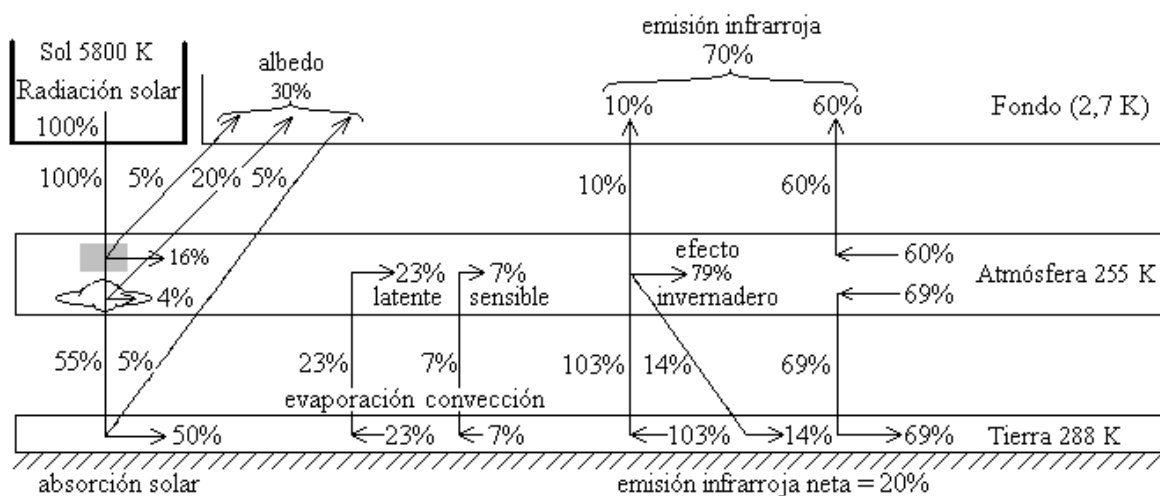 emisión infrarroja
Sol 5800 K
albedo
70%
Radiación solar
30%
10%
60%
Fondo (2,7 K)
100%
100%
5%
20%
5%
10%
60%
16%
efecto
60%
23%
7%
79%
Atmósfera 255 K
4%
latente
sensible
invernadero
69%
55%
5%
23%
7%
103%
14%
69%
evaporación convección
50%
23%
7%
103%
14%
69%
Tierra 288 K
absorción solar
emisión infrarroja neta = 20%